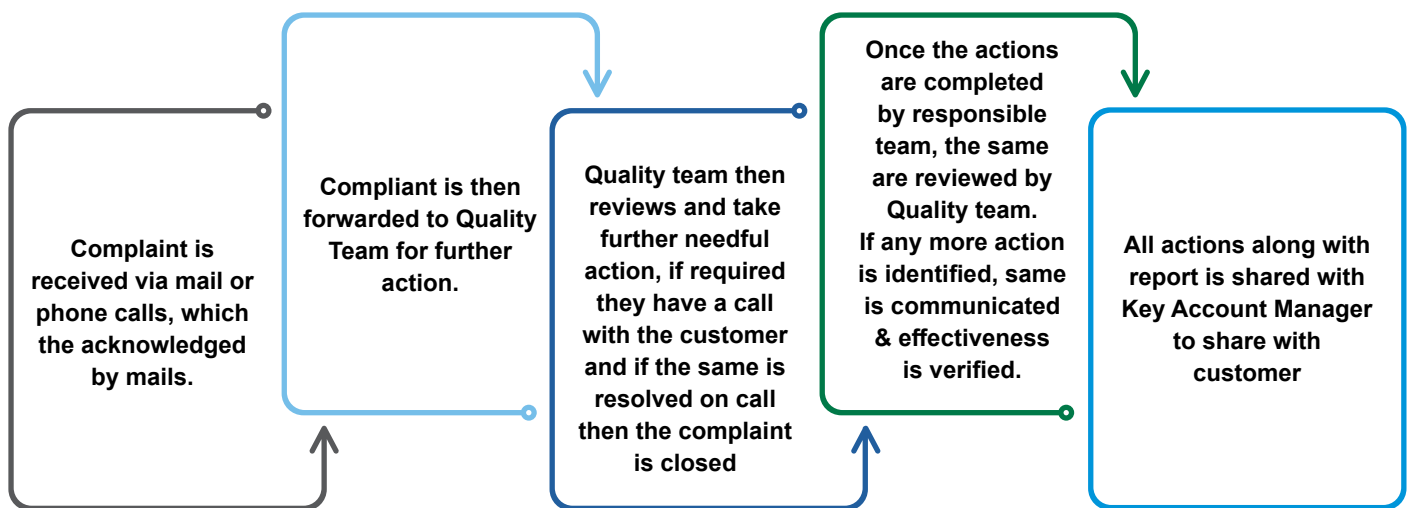 Complaint is
received via mail or
phone calls, which
the acknowledged
by mails.
Compliant is then
forwarded to Quality
Team for further
action.
Quality team then
reviews and take
further needful
action, if required
they have a call
with the customer
and if the same is
resolved on call
then the complaint
is closed
Once the actions
are completed
by responsible
team, the same
are reviewed by
Quality team.
If any more action
is identified, same
is communicated
& effectiveness
is verified.
All actions along with
report is shared with
Key Account Manager
to share with
customer